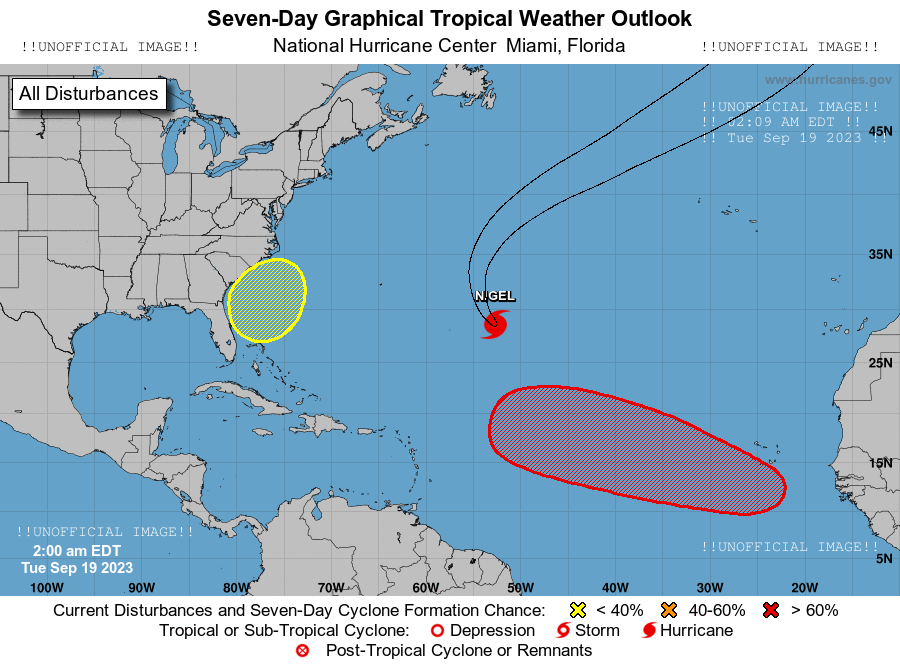 Seven-Day Graphical Tropical Weather Outlook
!!UNOFFICIAL IMAGE!! National Hurricane Center Miami, Florida !!UNOFFICIAL IMAGE!!
www.hurricanes.gov
All Disturbances
!!UNOFFICIAL IMAGE!!
!! 02:09 AM EDT !!
45N
!! Tue Sep 19 2023 !!
35N
NIGEL
25N
15N
!!UNOFFICIAL IMAGE!!
!!UNOFFICIAL IMAGE!!
2:00 am EDT
5N
Tue Sep 19 2023
100W 90W 80W 70W 60W 50W 40W 30W 20W
Current Disturbances and Seven-Day Cyclone Formation Chance: < 40% 40-60% > 60%
Tropical or Sub-Tropical Cyclone: Depression Storm Hurricane
Post-Tropical Cyclone or Remnants